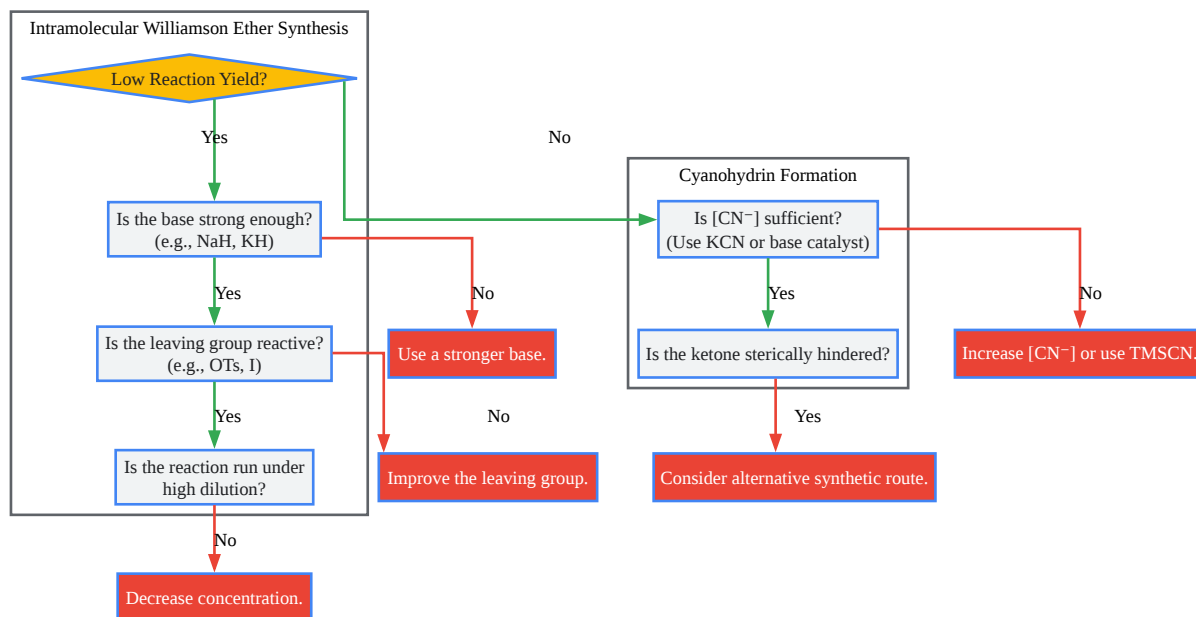 Intramolecular Williamson Ether Synthesis
Low Reaction Yield?
Yes
No
Cyanohydrin Formation
Is the base strong enough?
(e.g., NaH, KH)
Is [CN⁻] sufficient?
(Use KCN or base catalyst)
Yes
No
Yes
No
Is the leaving group reactive?
(e.g., OTs, I)
Use a stronger base.
Is the ketone sterically hindered?
Increase [CN⁻] or use TMSCN.
Yes
No
Yes
Is the reaction run under
high dilution?
Improve the leaving group.
Consider alternative synthetic route.
No
Decrease concentration.